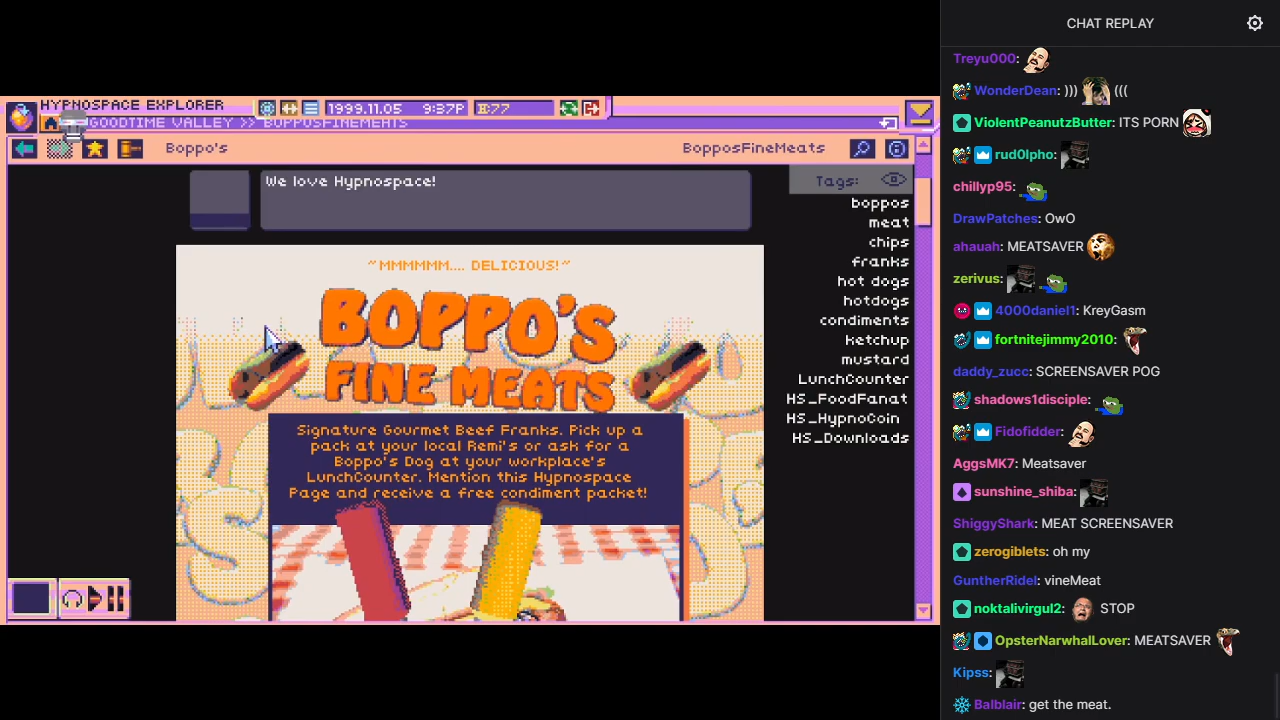 HYPNOSPACE EXPLORER
1999.11.05 9:37P
77
GOODTIME VALLEY >> BOPPOSFINEMEATS
Boppo's
BopposFineMeats
We love Hypnospace!
Tags:
boppos
meat
chips
franks
hot dogs
hotdogs
condiments
ketchup
mustard
LunchCounter
HS_FoodFanat
HS_HypnoCoin
HS_Downloads
~MMMMMM.... DELICIOUS!~
BOPPO'S
FINE MEATS
Signature Gourmet Beef Franks. Pick up a
pack at your local Remi's or ask for a
Boppo's Dog at your workplace's
LunchCounter. Mention this Hypnospace
Page and receive a free condiment packet!
CHAT REPLAY
Treyu000:
WonderDean: ))) (((
ViolentPeanutzButter: ITS PORN
rud0lpho:
chillyp95:
DrawPatches: OwO
ahauah: MEATSAVER
zerivus:
4000daniel1: KreyGasm
fortnitejimmy2010:
daddy_zucc: SCREENSAVER POG
shadows1disciple:
Fidofidder:
AggsMK7: Meatsaver
sunshine_shiba:
ShiggyShark: MEAT SCREENSAVER
zerogiblets: oh my
GuntherRidel: vineMeat
noktalivirgul2: STOP
OpsterNarwhalLover: MEATSAVER
Kipss:
Balblair: get the meat.